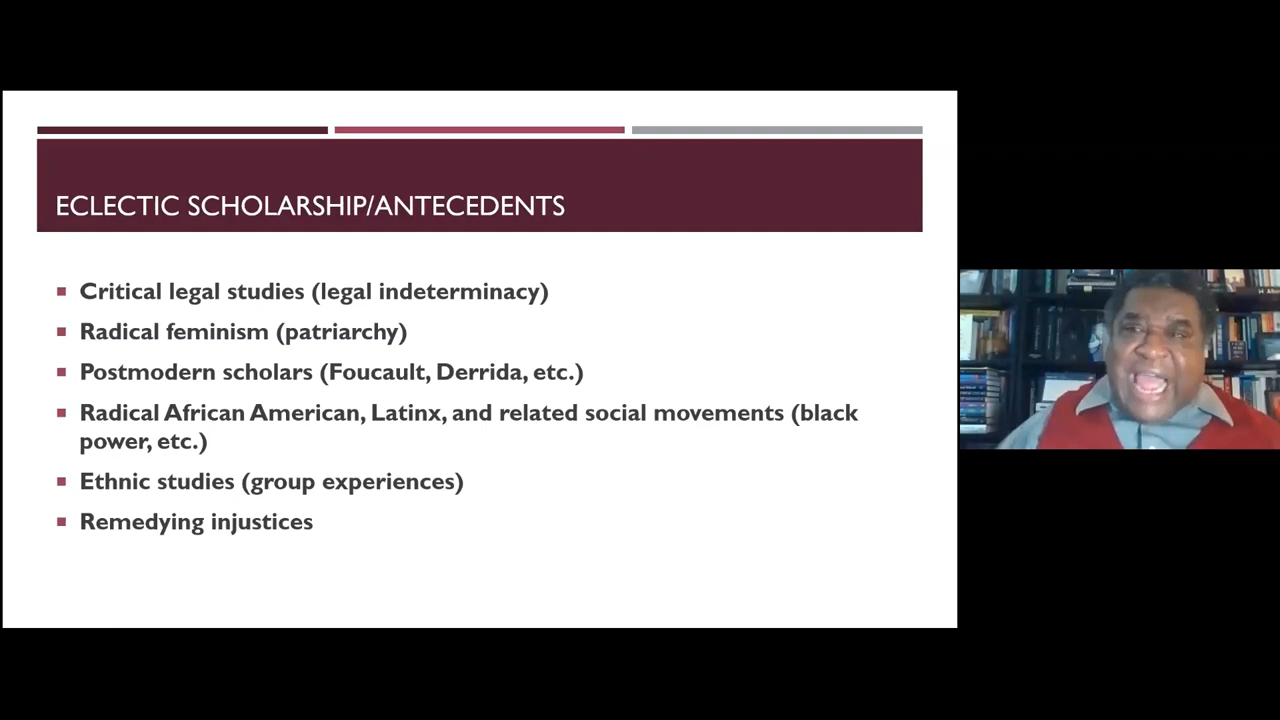 ECLECTIC SCHOLARSHIP/ANTECEDENTS
Critical legal studies (legal indeterminacy)
Radical feminism (patriarchy)
Postmodern scholars (Foucault, Derrida, etc.)
Radical African American, Latinx, and related social movements (black
power, etc.)
Ethnic studies (group experiences)
Remedying injustices